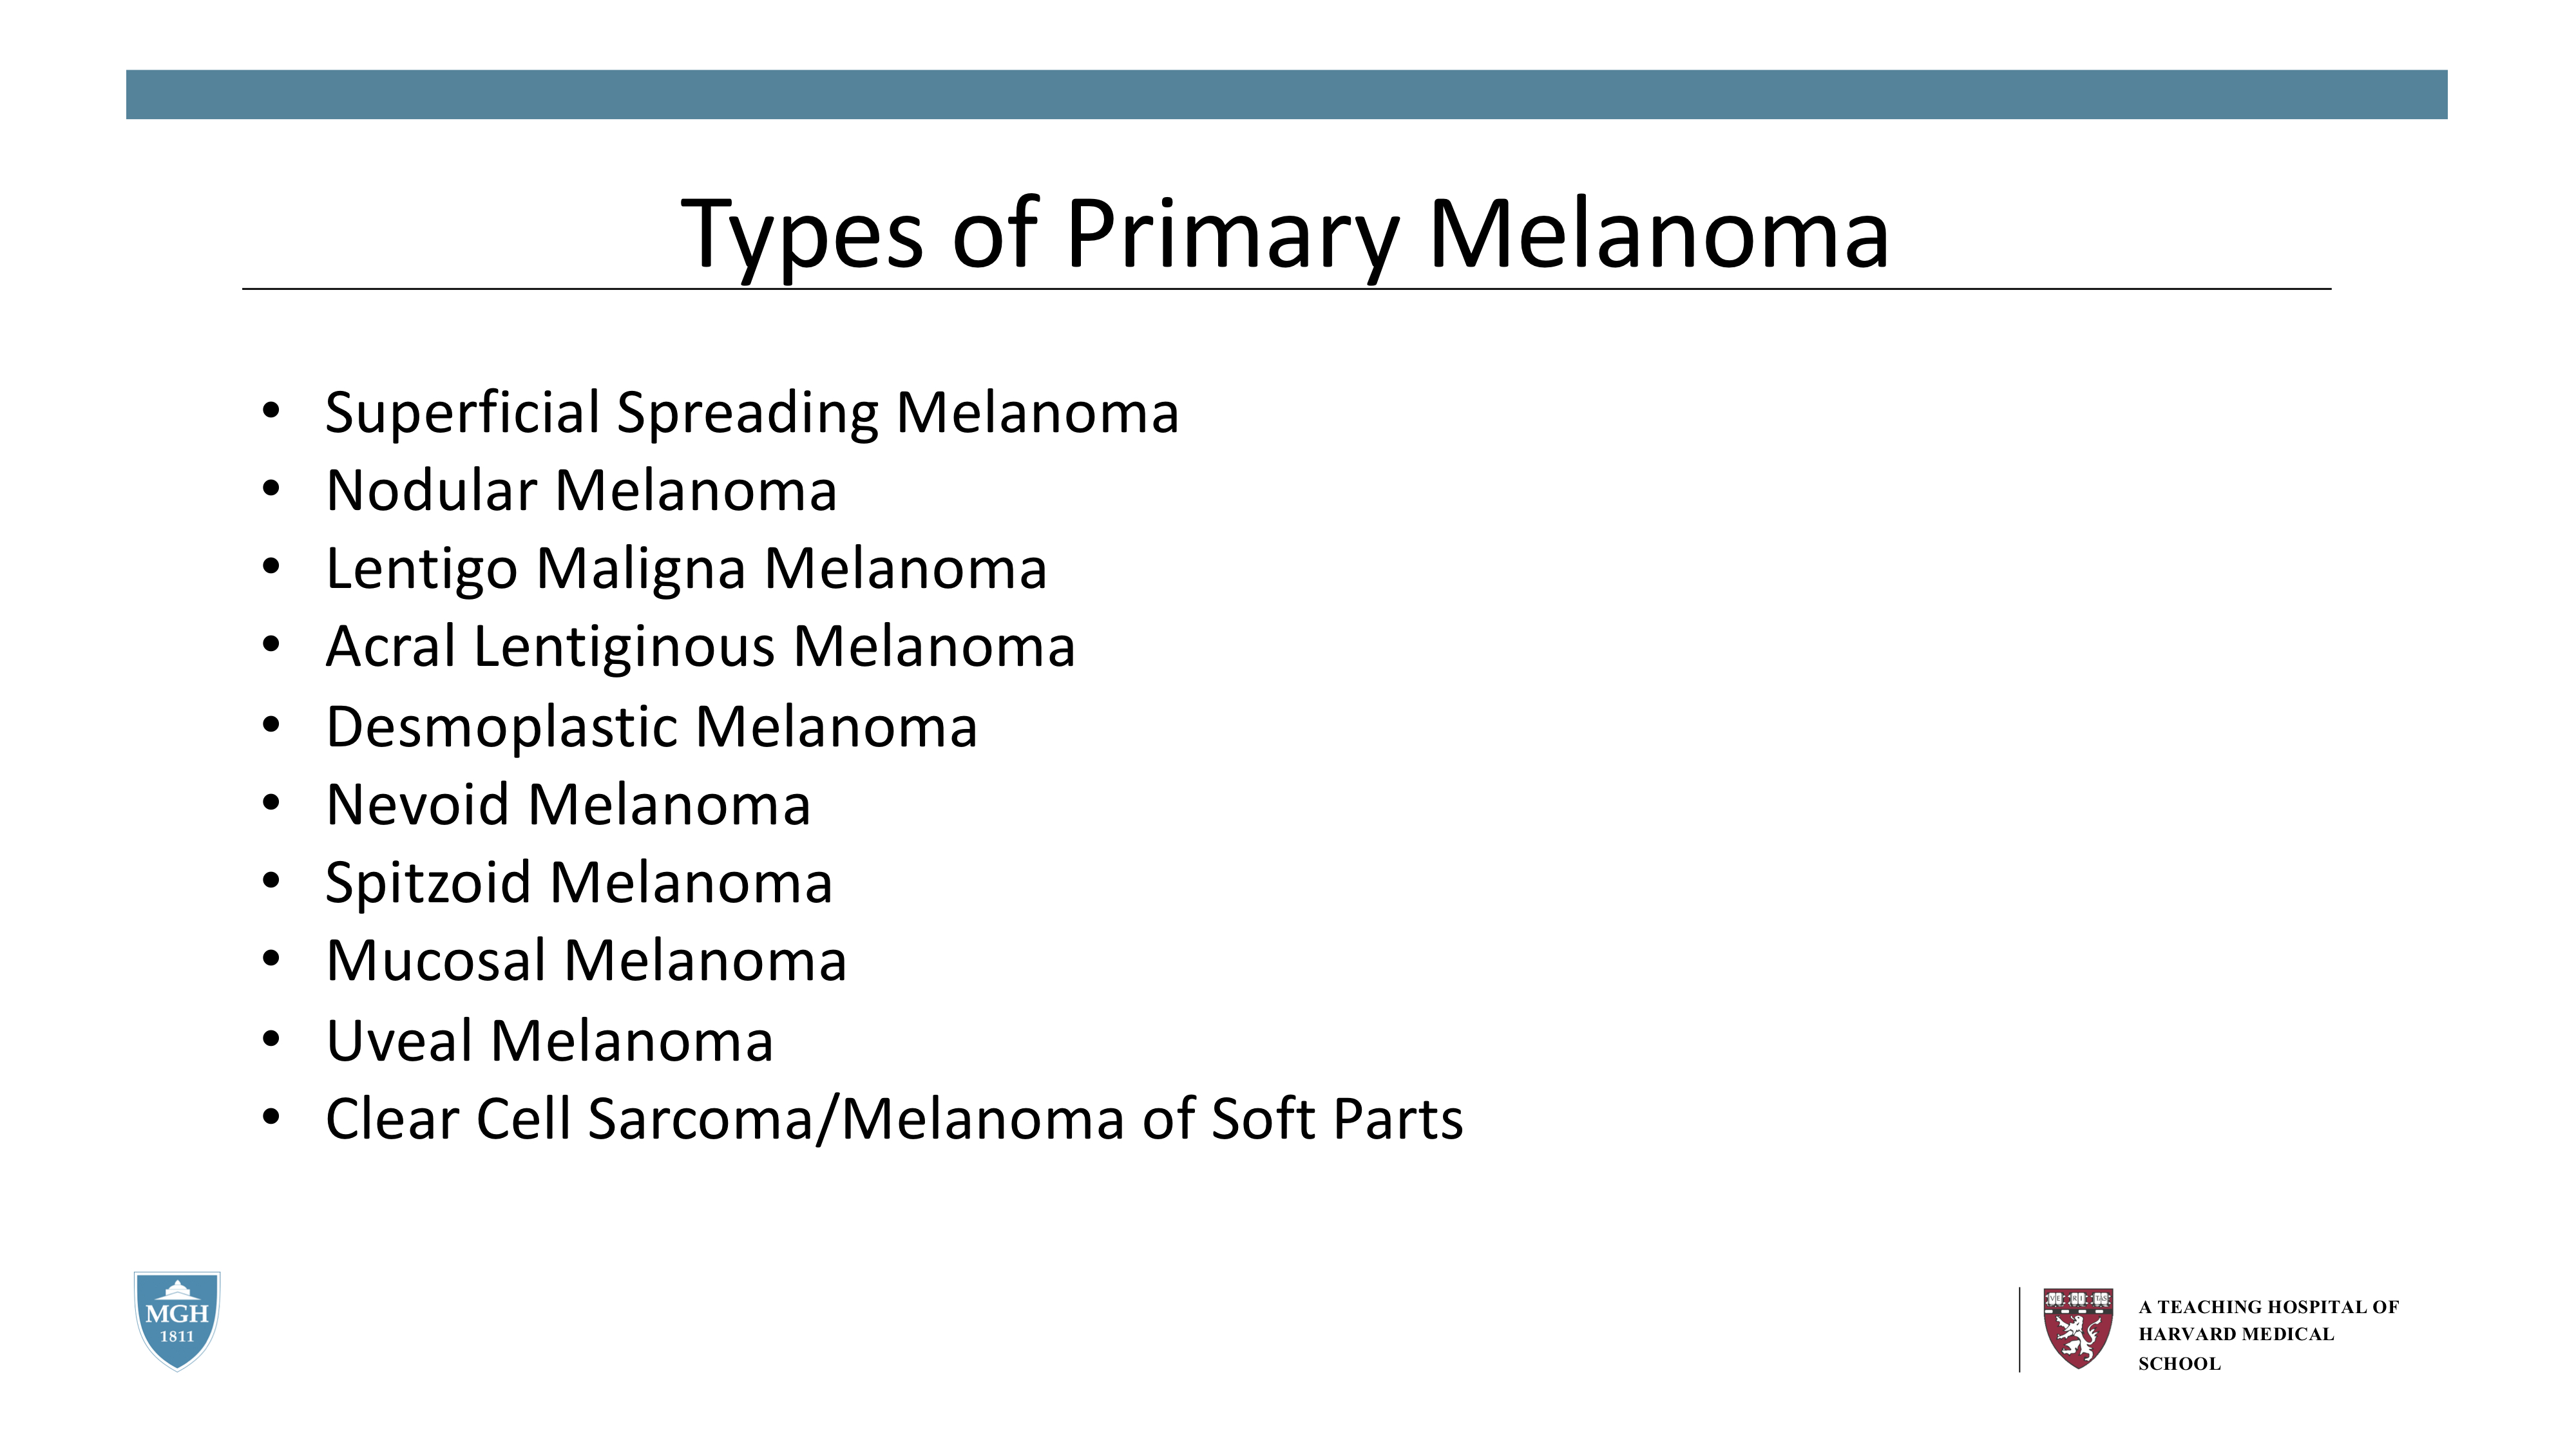 Types of Primary Melanoma
• Superficial Spreading Melanoma
• Nodular Melanoma
• Lentigo Maligna Melanoma
• Acral Lentiginous Melanoma
• Desmoplastic Melanoma
• Nevoid Melanoma
• Spitzoid Melanoma
• Mucosal Melanoma
• Uveal Melanoma
• Clear Cell Sarcoma/Melanoma of Soft Parts
MGH
1811
VE RI TAS
A TEACHING HOSPITAL OF
HARVARD MEDICAL
SCHOOL